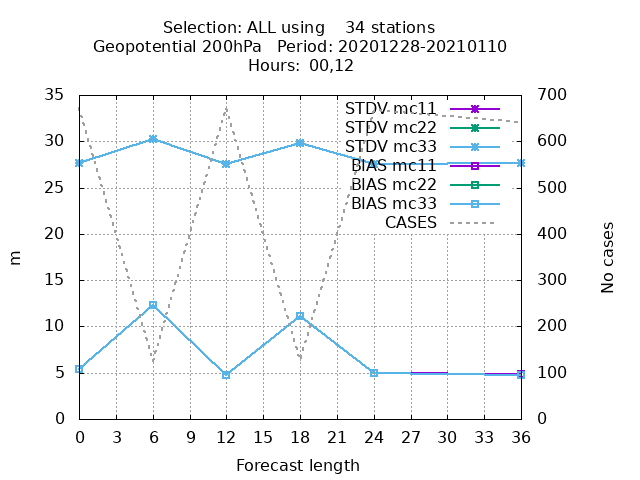 Selection: ALL using 34 stations
Geopotential 200hPa Period: 20201228-20210110
Hours: 00,12
35 700
STDV mc11
STDV mc22
30 600
STDV mc33
BIAS mc11
25 500
BIAS mc22
BIAS mc33
CASES
20 400
m
No cases
15 300
10 200
5 100
0 0
0 3 6 9 12 15 18 21 24 27 30 33 36
Forecast length